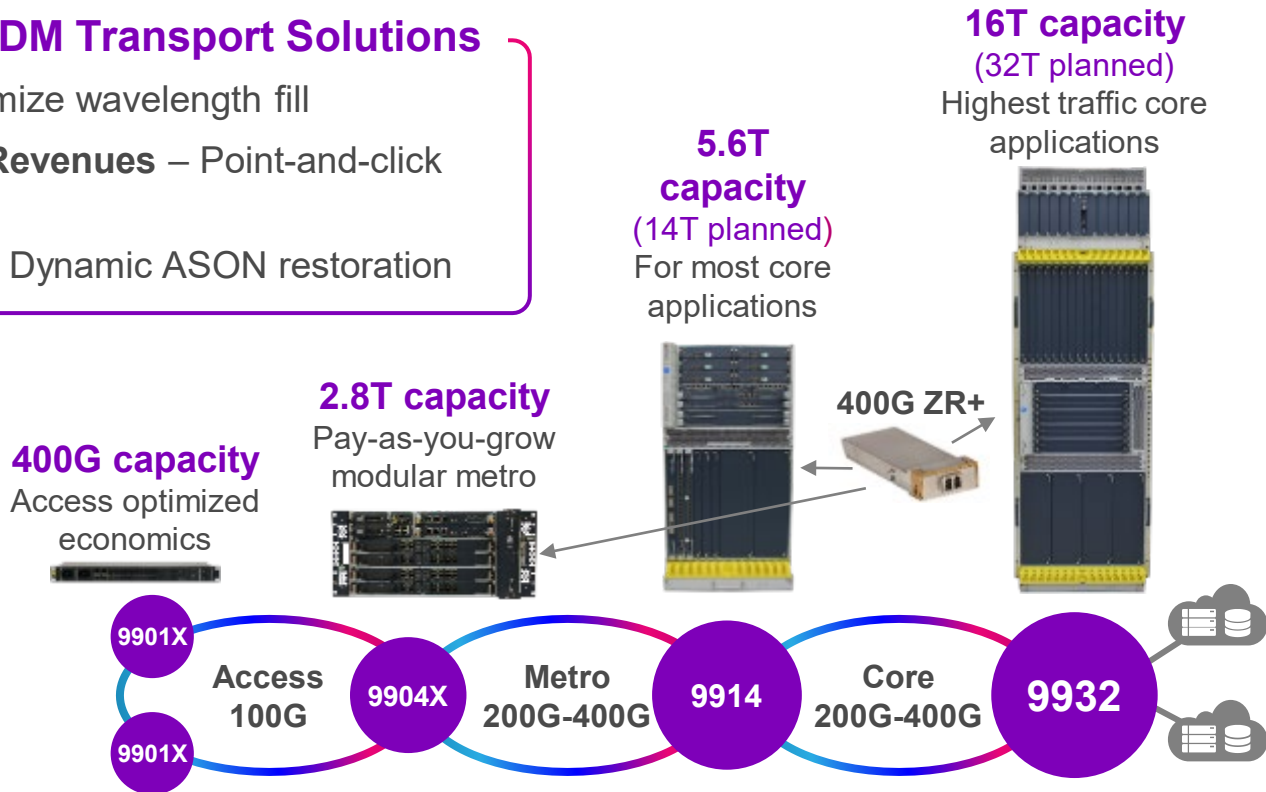 DM Transport Solutions
mize wavelength fill
Revenues – Point-and-click
Dynamic ASON restoration
16T capacity
(32T planned)
Highest traffic core
applications
5.6T
capacity
(14T planned)
For most core
applications
2.8T capacity
Pay-as-you-grow
modular metro
400G ZR+
400G capacity
Access optimized
economics
9901X
9901X
Access
100G
9904X
Metro
200G-400G
9914
Core
200G-400G
9932